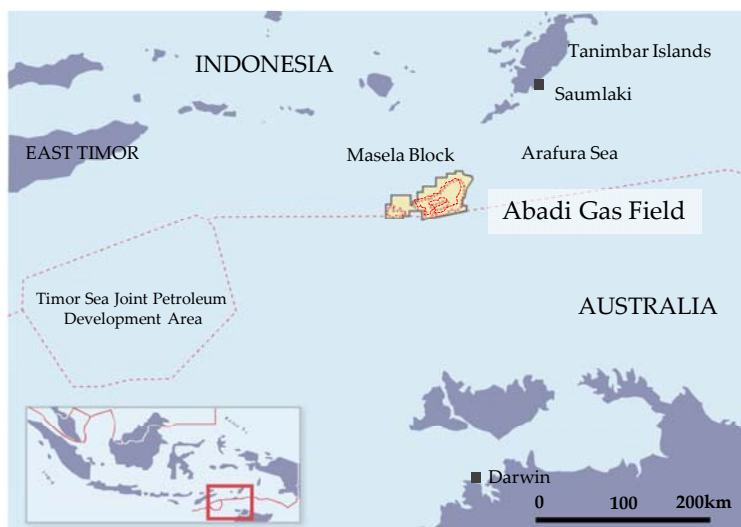 INDONESIA
Tanimbar Islands
Saumlaki
EAST TIMOR
Masela Block
Arafura Sea
Abadi Gas Field
Timor Sea Joint Petroleum
Development Area
AUSTRALIA
Darwin
0 100 200km